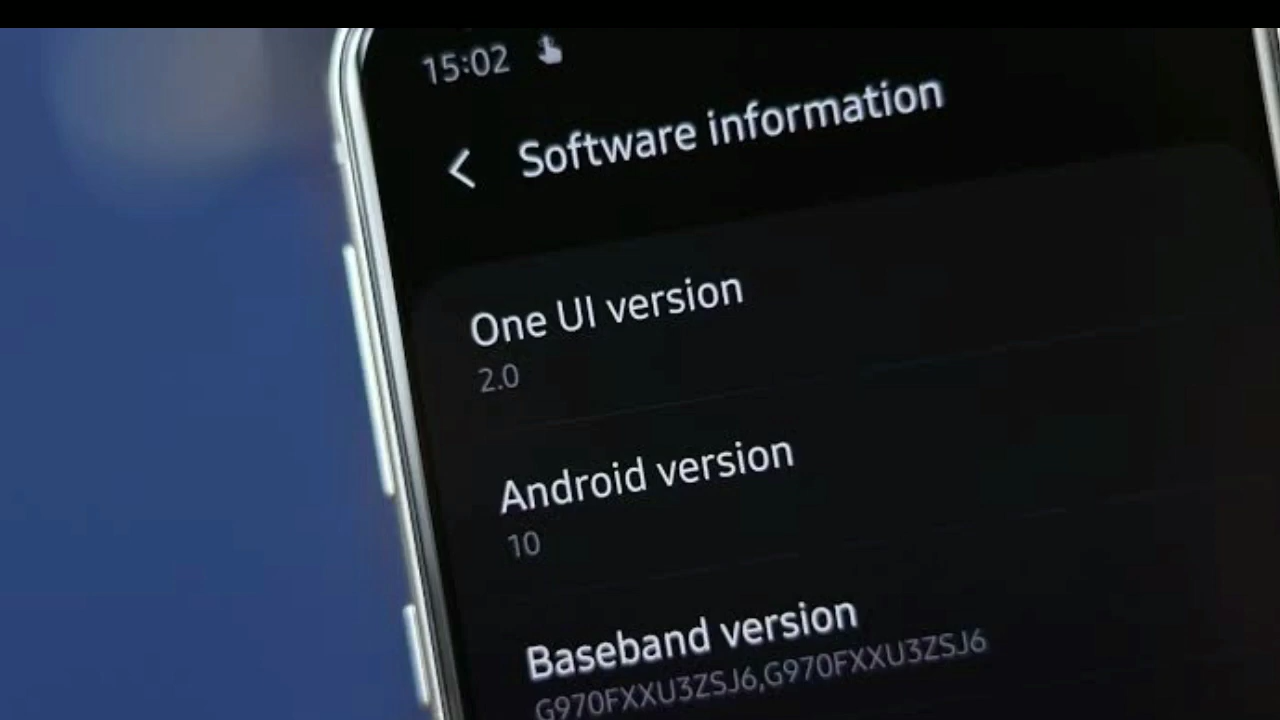 15:02
Software information
One UI version
2.0
Android version
10
Baseband version
G970FXXU3ZSJ6,G970FXXU3ZSJ6